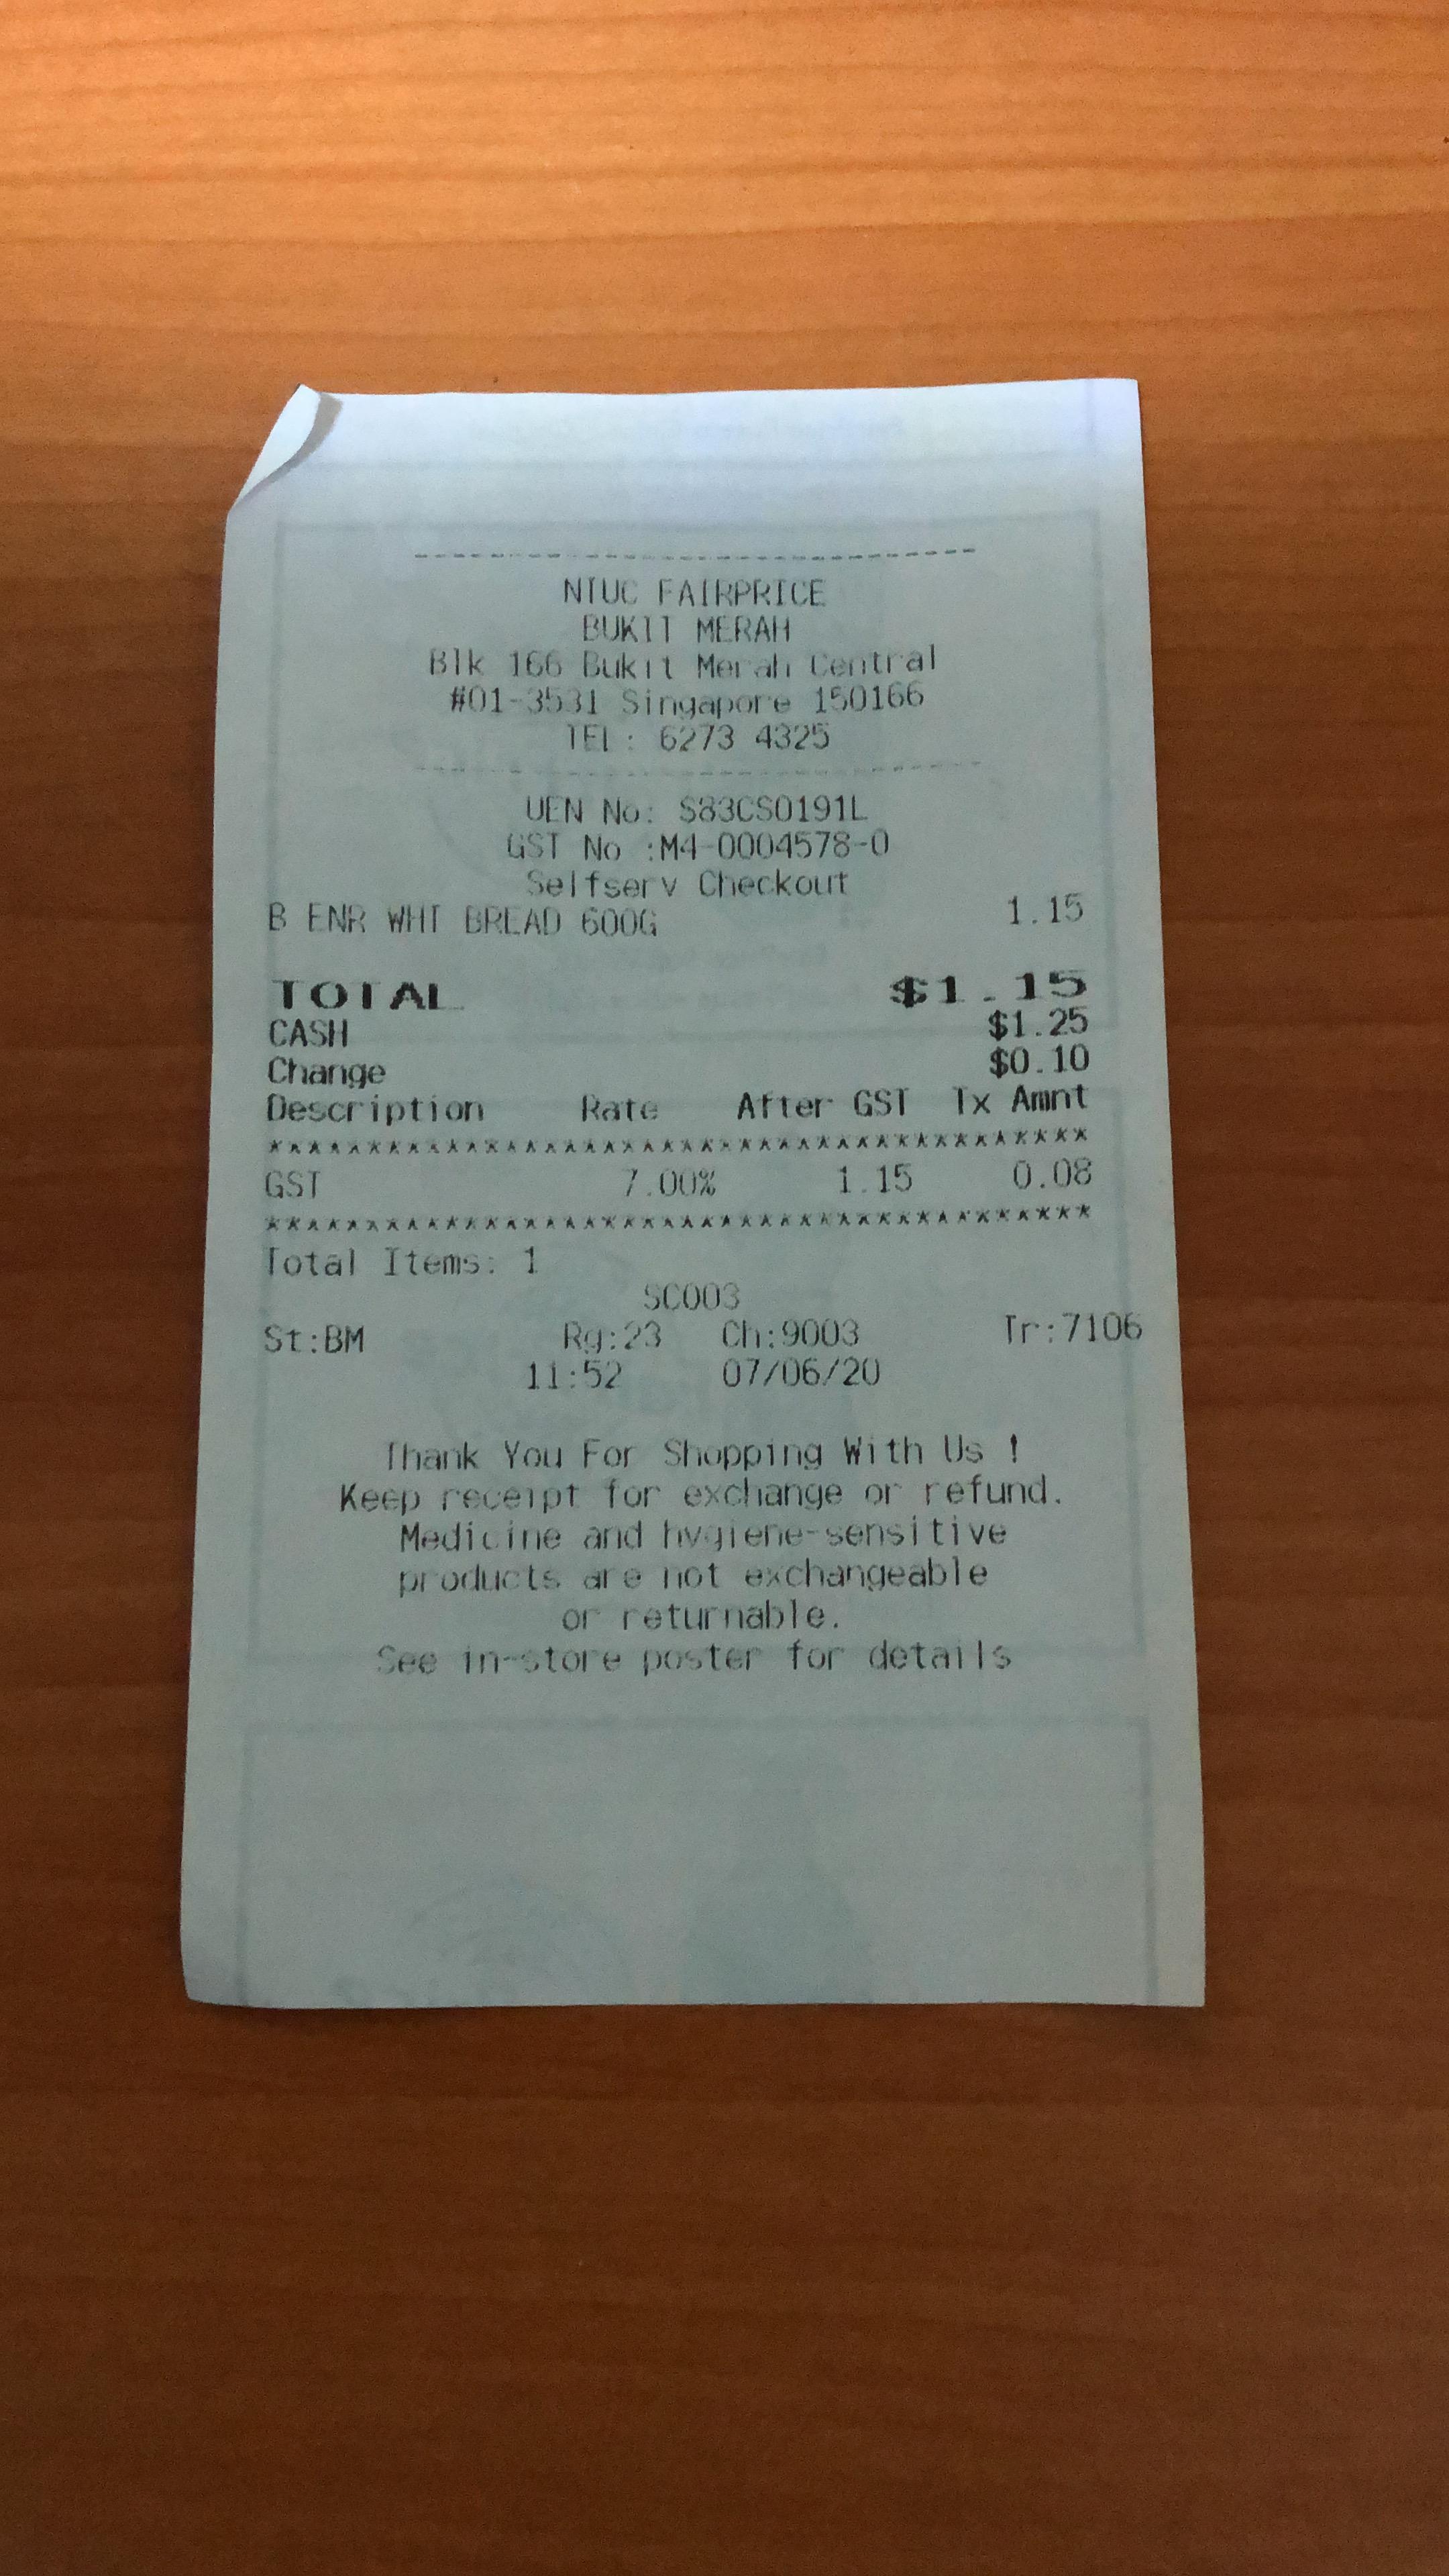 --------------------------------
NTUC FAIRPRICE
BUKIT MERAH
Blk 166 Bukit Merah Central
#01-3531 Singapore 150166
TEL: 6273 4325
--------------------------------
UEN No: S83CS0191L
GST No :M4-0004578-0
Selfserv Checkout
B ENR WHT BREAD 600G 1.15
TOTAL $1.15
CASH $1.25
Change $0.10
Description Rate After GST Tx Amnt
******************************************
GST 7.00% 1.15 0.08
******************************************
Total Items: 1
SC003
St:BM Rg:23 Ch:9003 Tr:7106
11:52 07/06/20
Thank You For Shopping With Us !
Keep receipt for exchange or refund.
Medicine and hygiene-sensitive
products are not exchangeable
or returnable.
See in-store poster for details